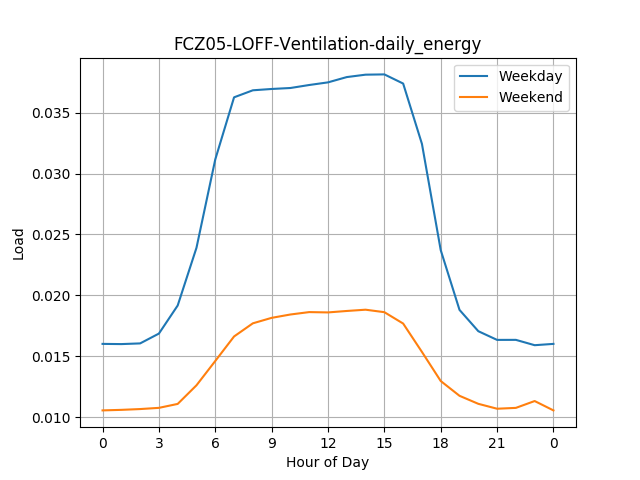 FCZ05-LOFF-Ventilation-daily_energy
Weekday
Weekend
Load
0.035
0.030
0.025
0.020
0.015
0.010
0 3 6 9 12 15 18 21 0
Hour of Day